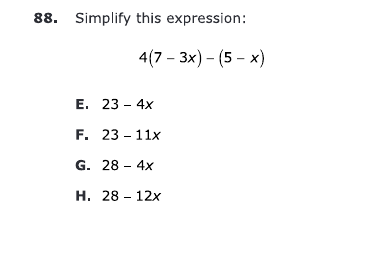 88. Simplify this expression:
4(7 – 3x) – (5 – x)
E. 23 – 4x
F. 23 – 11x
G. 28 – 4x
H. 28 – 12x